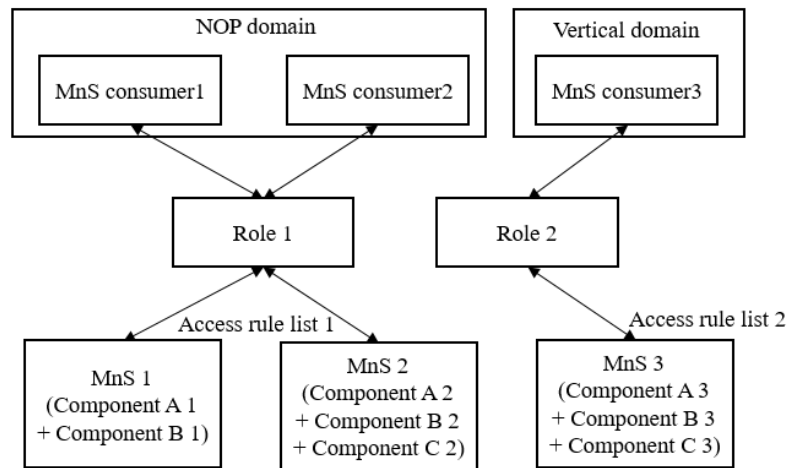 NOP domain
Vertical domain
MnS consumer1
MnS consumer2
MnS consumer3
Role 1
Role 2
Access rule list 1
Access rule list 2
MnS 1
(Component A 1
+ Component B 1)
MnS 2
(Component A 2
+ Component B 2
+ Component C 2)
MnS 3
(Component A 3
+ Component B 3
+ Component C 3)